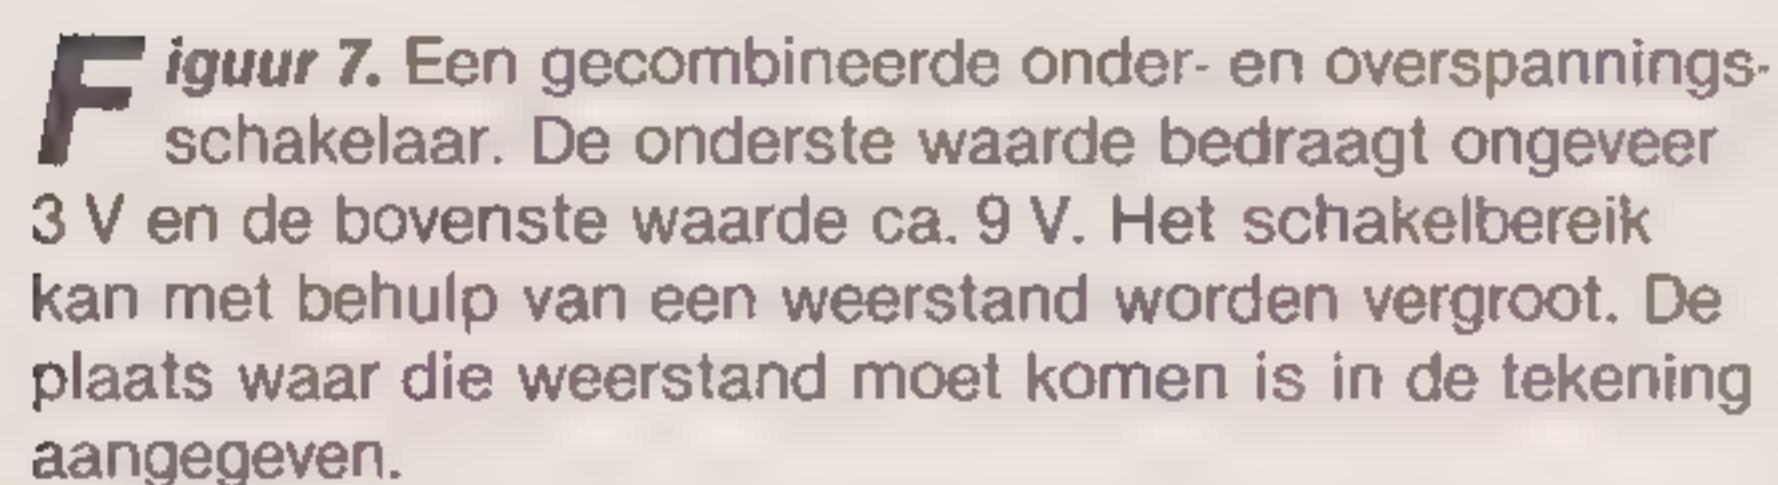 Figuur 7. Een gecombineerde onder- en overspannings-
schakelaar. De onderste waarde bedraagt ongeveer
3 V en de bovenste waarde ca. 9 V. Het schakelbereik
kan met behulp van een weerstand worden vergroot. De
plaats waar die weerstand moet komen is in de tekening
aangegeven.